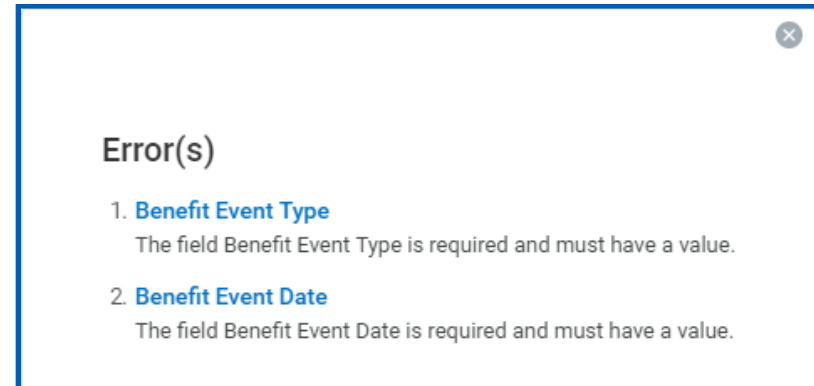 Error(s)
1. Benefit Event Type
The field Benefit Event Type is required and must have a value.
2. Benefit Event Date
The field Benefit Event Date is required and must have a value.